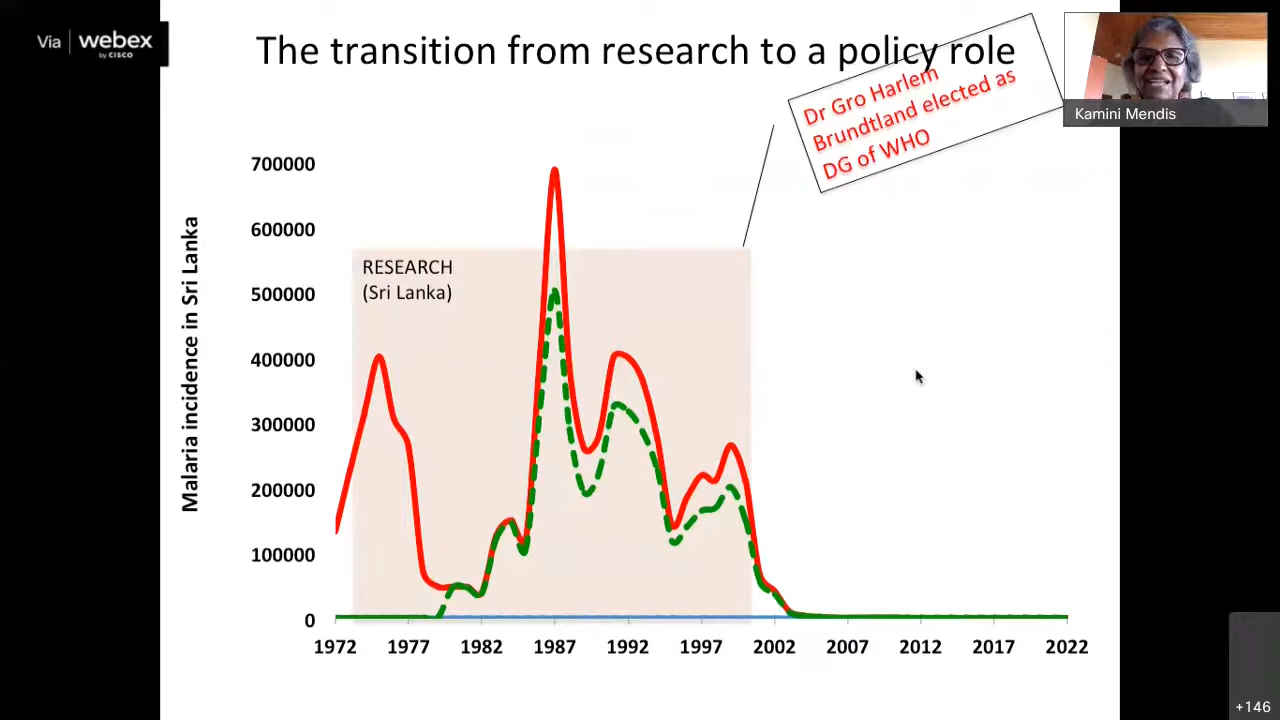 Via webex
by CISCO
The transition from research to a policy role
Dr Gro Harlem
Brundtland elected as
DG of WHO
Kamini Mendis
Malaria incidence in Sri Lanka
700000
600000
500000
400000
300000
200000
100000
0
RESEARCH
(Sri Lanka)
1972 1977 1982 1987 1992 1997 2002 2007 2012 2017 2022
+146